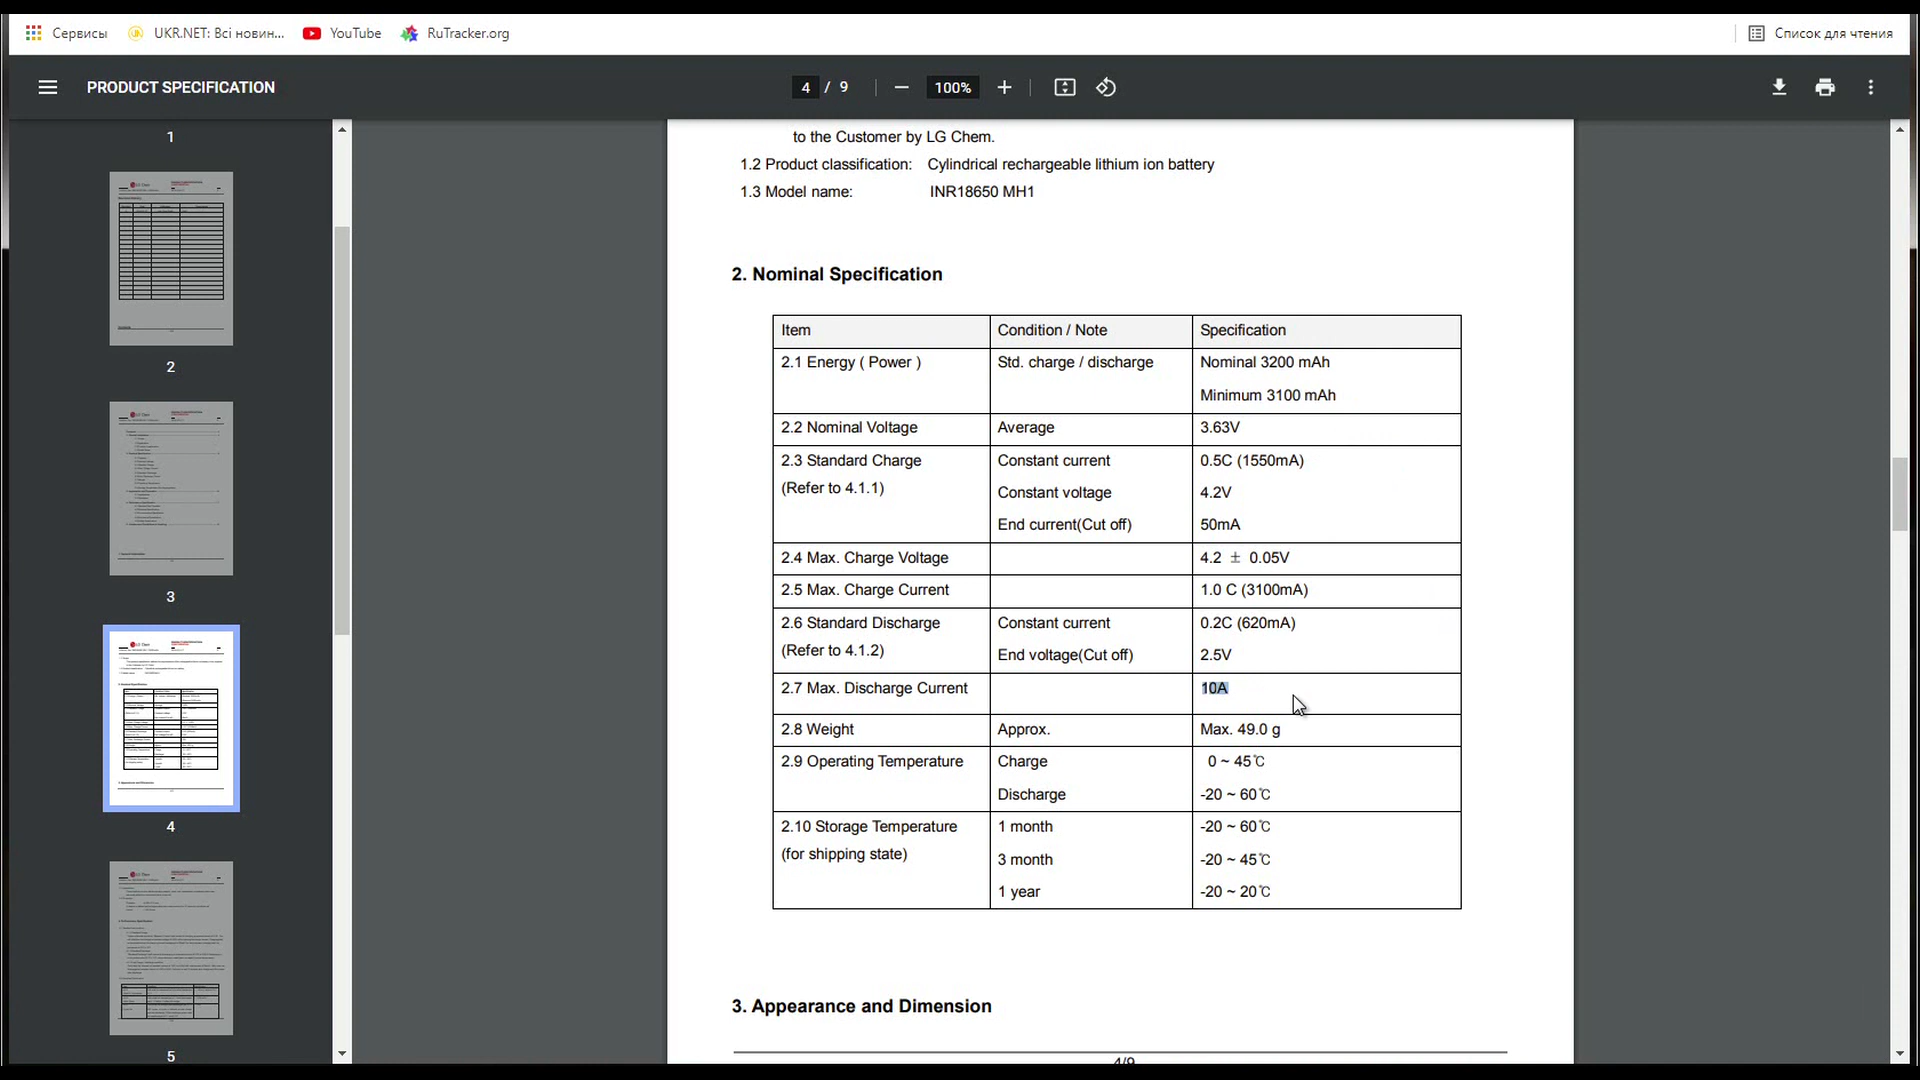 Сервисы
UKR.NET: Всі новин...
YouTube
RuTracker.org
Список для чтения
PRODUCT SPECIFICATION
4 / 9
100%
1
2
3
4
5
to the Customer by LG Chem.
1.2 Product classification: Cylindrical rechargeable lithium ion battery
1.3 Model name: INR18650 MH1
2. Nominal Specification
Item Condition / Note Specification
2.1 Energy ( Power ) Std. charge / discharge Nominal 3200 mAh
Minimum 3100 mAh
2.2 Nominal Voltage Average 3.63V
2.3 Standard Charge Constant current 0.5C (1550mA)
(Refer to 4.1.1) Constant voltage 4.2V
End current(Cut off) 50mA
2.4 Max. Charge Voltage 4.2 ± 0.05V
2.5 Max. Charge Current 1.0 C (3100mA)
2.6 Standard Discharge Constant current 0.2C (620mA)
(Refer to 4.1.2) End voltage(Cut off) 2.5V
2.7 Max. Discharge Current 10A
2.8 Weight Approx. Max. 49.0 g
2.9 Operating Temperature Charge 0 ~ 45℃
Discharge -20 ~ 60℃
2.10 Storage Temperature 1 month -20 ~ 60℃
(for shipping state) 3 month -20 ~ 45℃
1 year -20 ~ 20℃
3. Appearance and Dimension
4/9